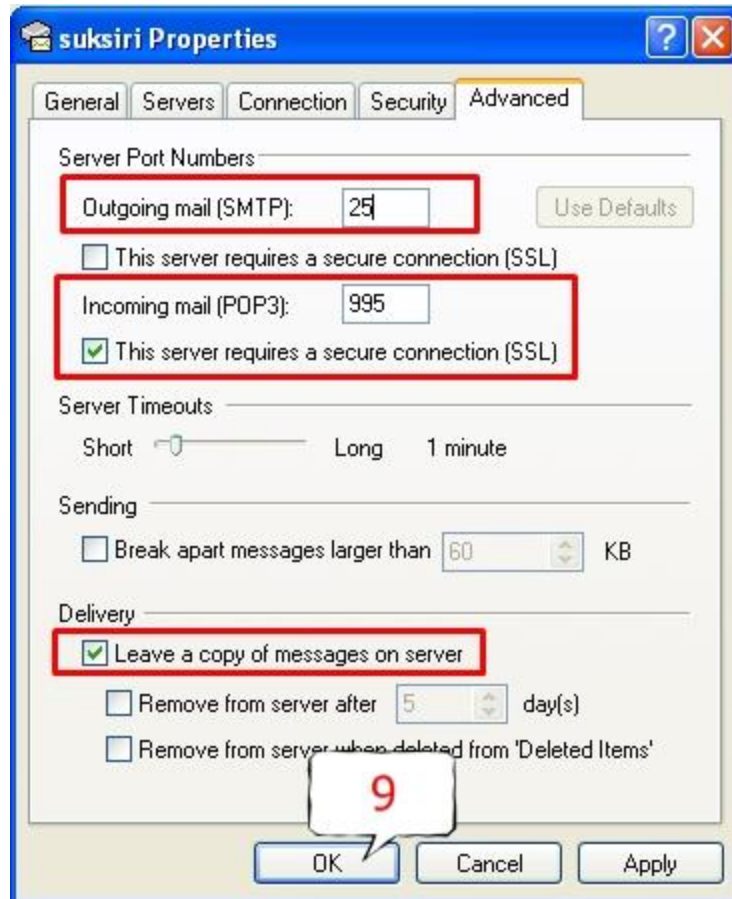 suksiri Properties
General Servers Connection Security Advanced
Server Port Numbers
Outgoing mail (SMTP): 25 Use Defaults
This server requires a secure connection (SSL)
Incoming mail (POP3): 995
This server requires a secure connection (SSL)
Server Timeouts
Short Long 1 minute
Sending
Break apart messages larger than 60 KB
Delivery
Leave a copy of messages on server
Remove from server after 5 day(s)
Remove from server when deleted from 'Deleted Items'
9
OK Cancel Apply